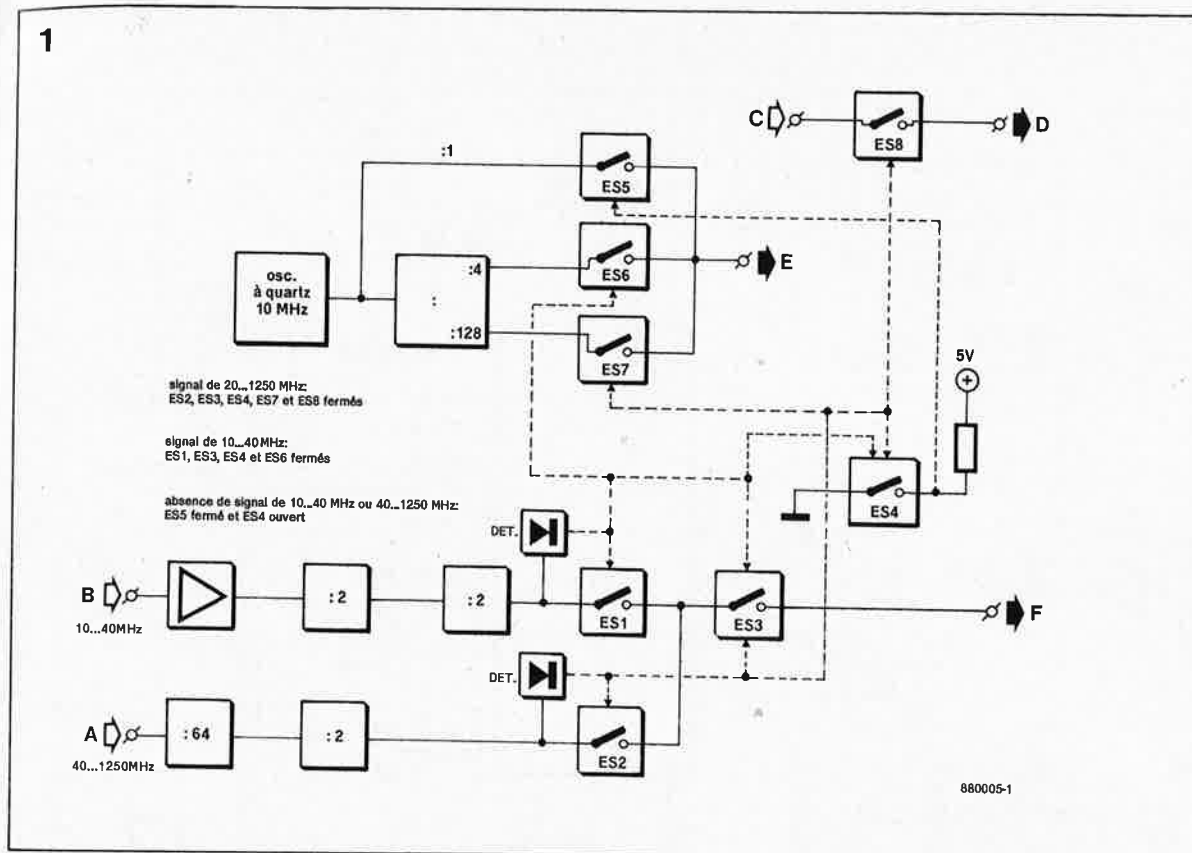 1
C
ES8
D
:1
ES5
:4
ES6
E
osc.
à quartz
10 MHz
:
:128
ES7
5V
signal de 20...1250 MHz:
ES2, ES3, ES4, ES7 et ES8 fermés
signal de 10...40MHz:
ES1, ES3, ES4 et ES6 fermés
ES4
absence de signal de 10...40 MHz ou 40...1250 MHz:
ES5 fermé et ES4 ouvert
DET.
B
:2
:2
ES1
ES3
F
10...40MHz
DET.
A
:64
:2
ES2
40...1250MHz
880005-1